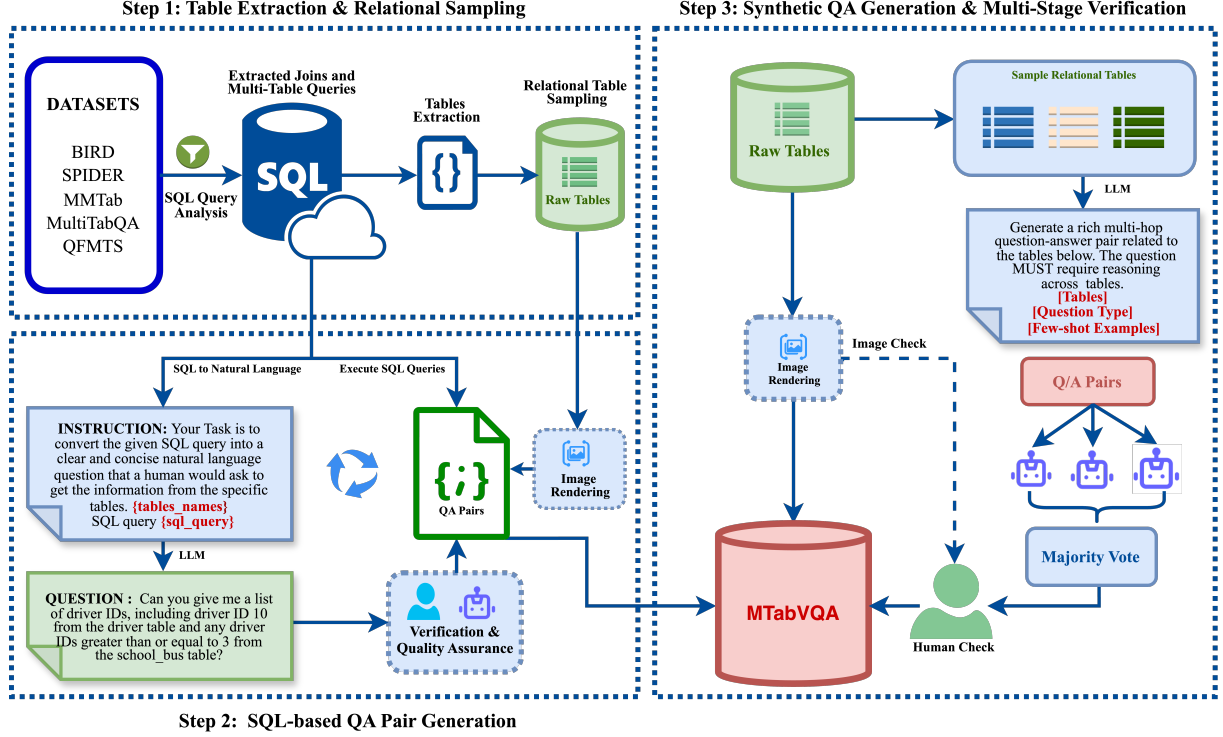 Step 1: Table Extraction & Relational Sampling
DATASETS
BIRD
SPIDER
MMTab
MultiTabQA
QFMTS
SQL Query
Analysis
Extracted Joins and
Multi-Table Queries
SQL
Tables
Extraction
Relational Table
Sampling
Raw Tables
SQL to Natural Language
Execute SQL Queries
INSTRUCTION: Your Task is to
convert the given SQL query into a
clear and concise natural language
question that a human would ask to
get the information from the specific
tables. {tables_names}
SQL query {sql_query}
LLM
QUESTION : Can you give me a list
of driver IDs, including driver ID 10
from the driver table and any driver
IDs greater than or equal to 3 from
the school_bus table?
{;}
QA Pairs
Image
Rendering
Verification &
Quality Assurance
Step 2: SQL-based QA Pair Generation
Step 3: Synthetic QA Generation & Multi-Stage Verification
Raw Tables
Sample Relational Tables
LLM
Generate a rich multi-hop
question-answer pair related to
the tables below. The question
MUST require reasoning
across tables.
[Tables]
[Question Type]
[Few-shot Examples]
Image
Rendering
Image Check
Q/A Pairs
Majority Vote
Human Check
MTabVQA